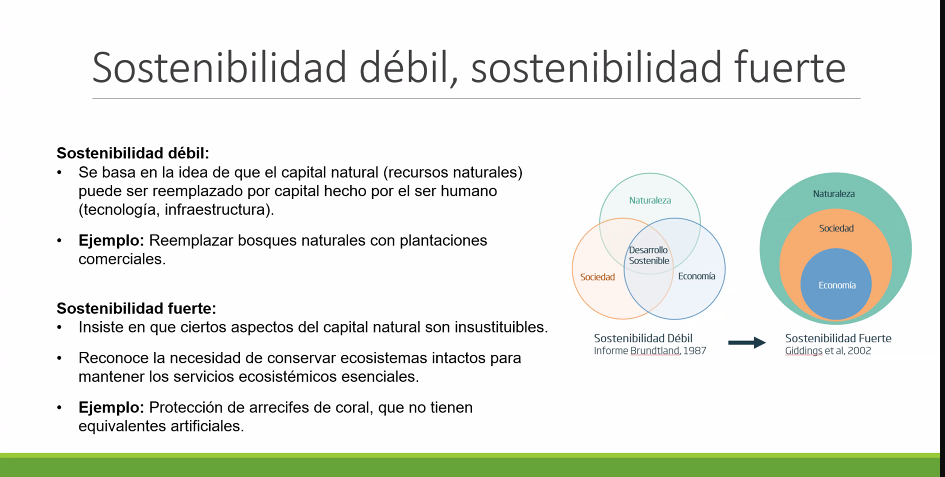 Sostenibilidad débil, sostenibilidad fuerte
Sostenibilidad débil:
• Se basa en la idea de que el capital natural (recursos naturales)
puede ser reemplazado por capital hecho por el ser humano
(tecnología, infraestructura).
• Ejemplo: Reemplazar bosques naturales con plantaciones
comerciales.
Sostenibilidad fuerte:
• Insiste en que ciertos aspectos del capital natural son insustituibles.
• Reconoce la necesidad de conservar ecosistemas intactos para
mantener los servicios ecosistémicos esenciales.
• Ejemplo: Protección de arrecifes de coral, que no tienen
equivalentes artificiales.
Naturaleza
Desarrollo
Sostenible
Sociedad
Economía
Sostenibilidad Débil
Informe Brundtland, 1987
Naturaleza
Sociedad
Economía
Sostenibilidad Fuerte
Giddings et al, 2002